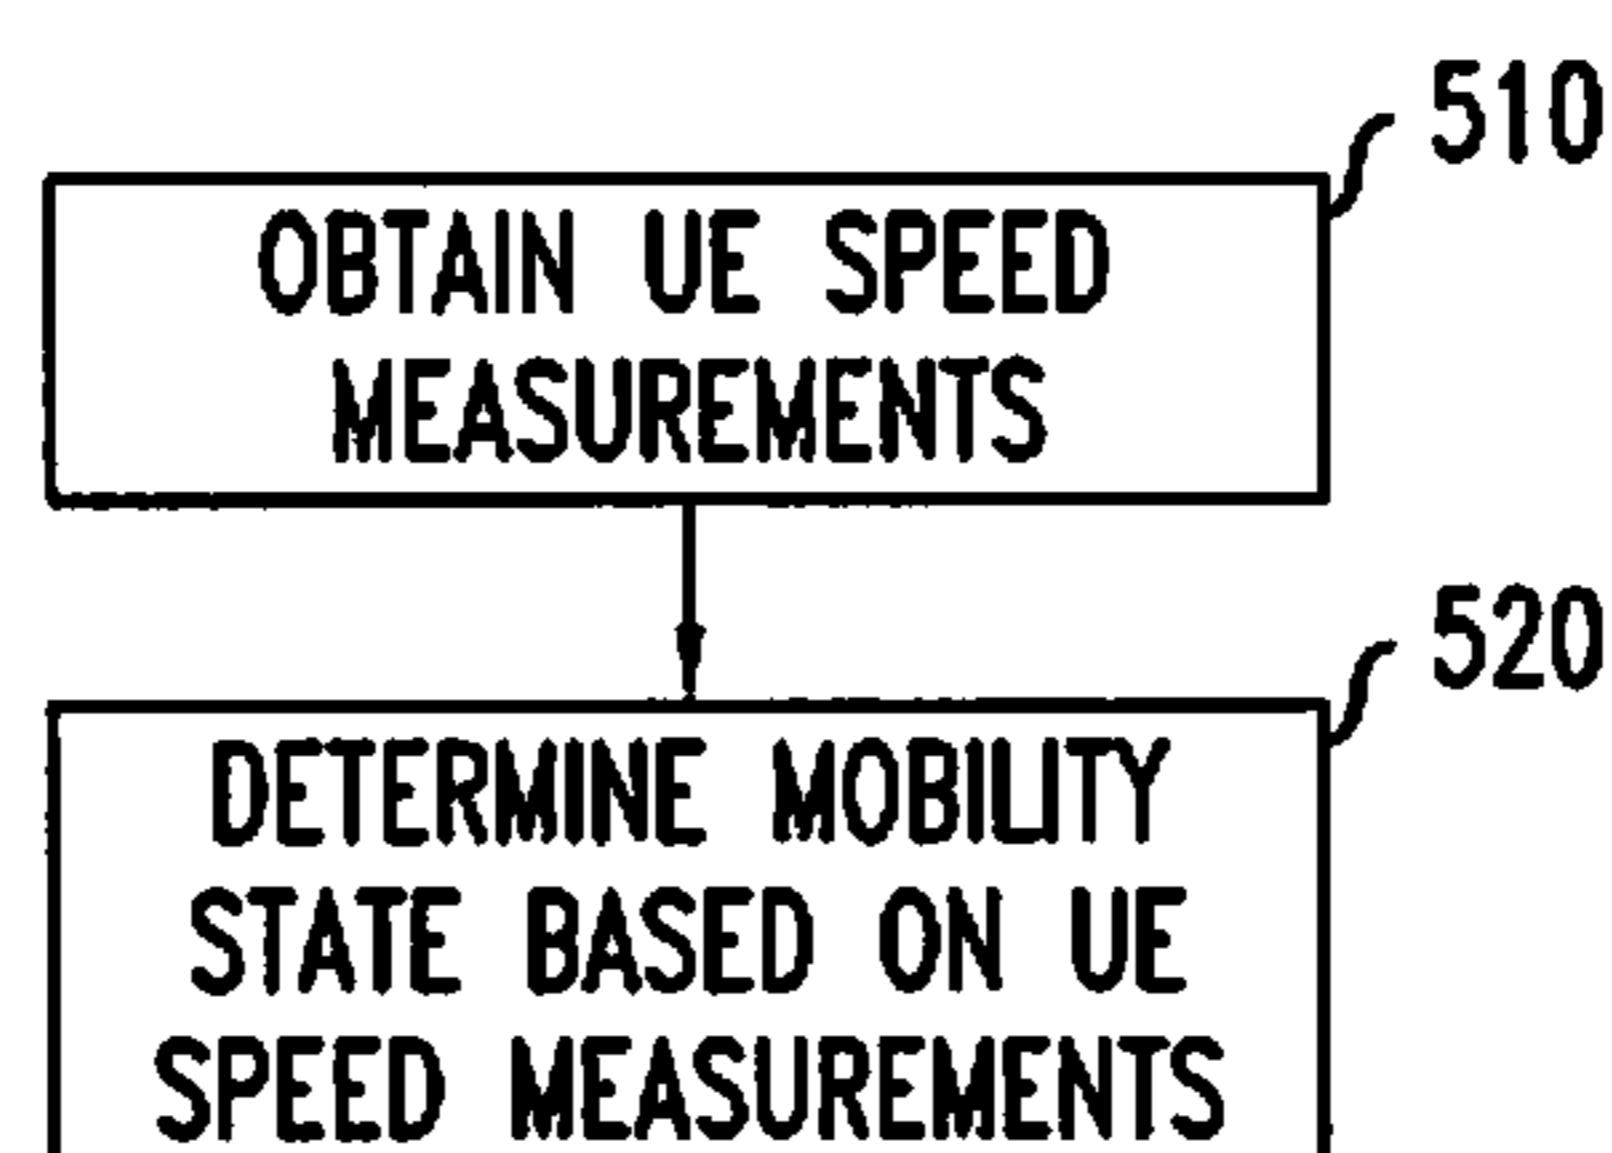 510
OBTAIN UE SPEED
MEASUREMENTS
520
DETERMINE MOBILITY
STATE BASED ON UE
SPEED MEASUREMENTS